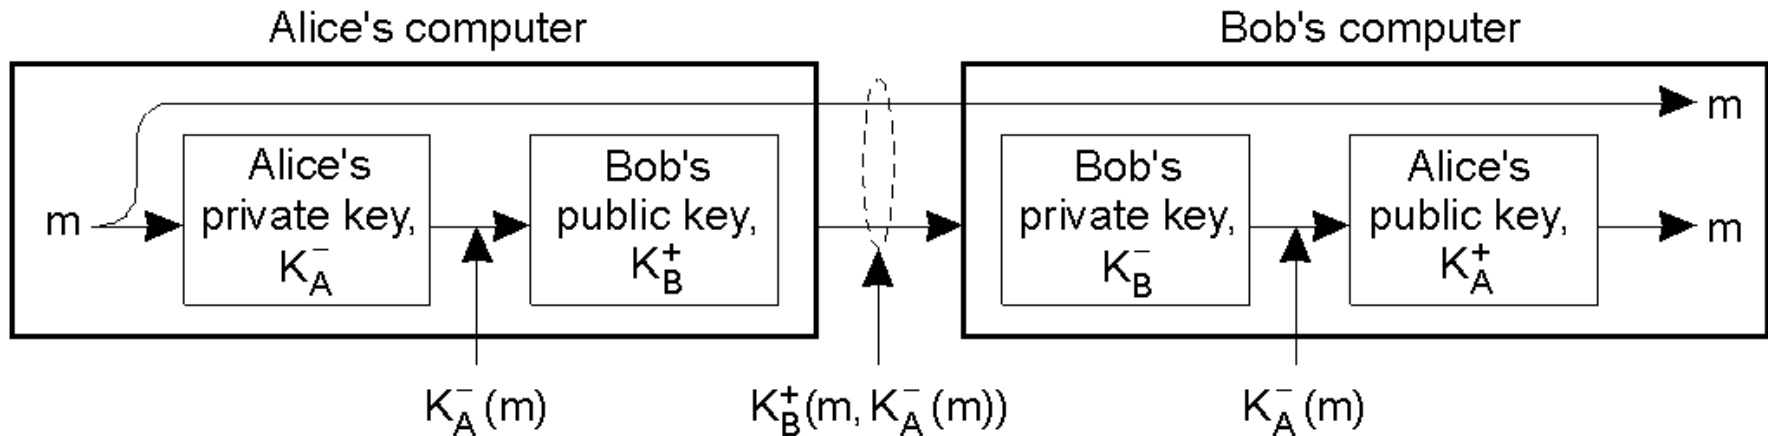 Alice's computer
Bob's computer
m
Alice's
private key,
K_A^-
Bob's
public key,
K_B^+
Bob's
private key,
K_B^-
Alice's
public key,
K_A^+
m
m
K_A^-(m)
K_B^+(m, K_A^-(m))
K_A^-(m)